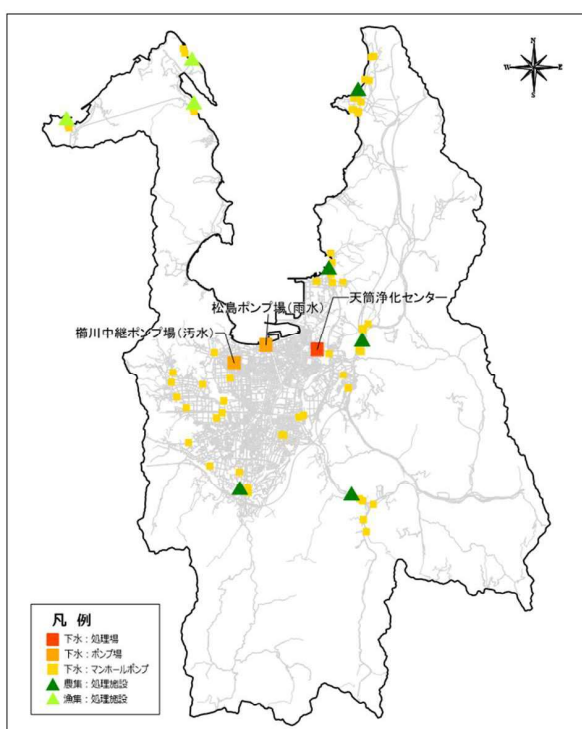 N
W
E
S
松島ポンプ場(雨水)
天筒浄化センター
櫛川中継ポンプ場(汚水)
凡 例
下水:処理場
下水:ポンプ場
下水:マンホールポンプ
農集:処理施設
漁集:処理施設